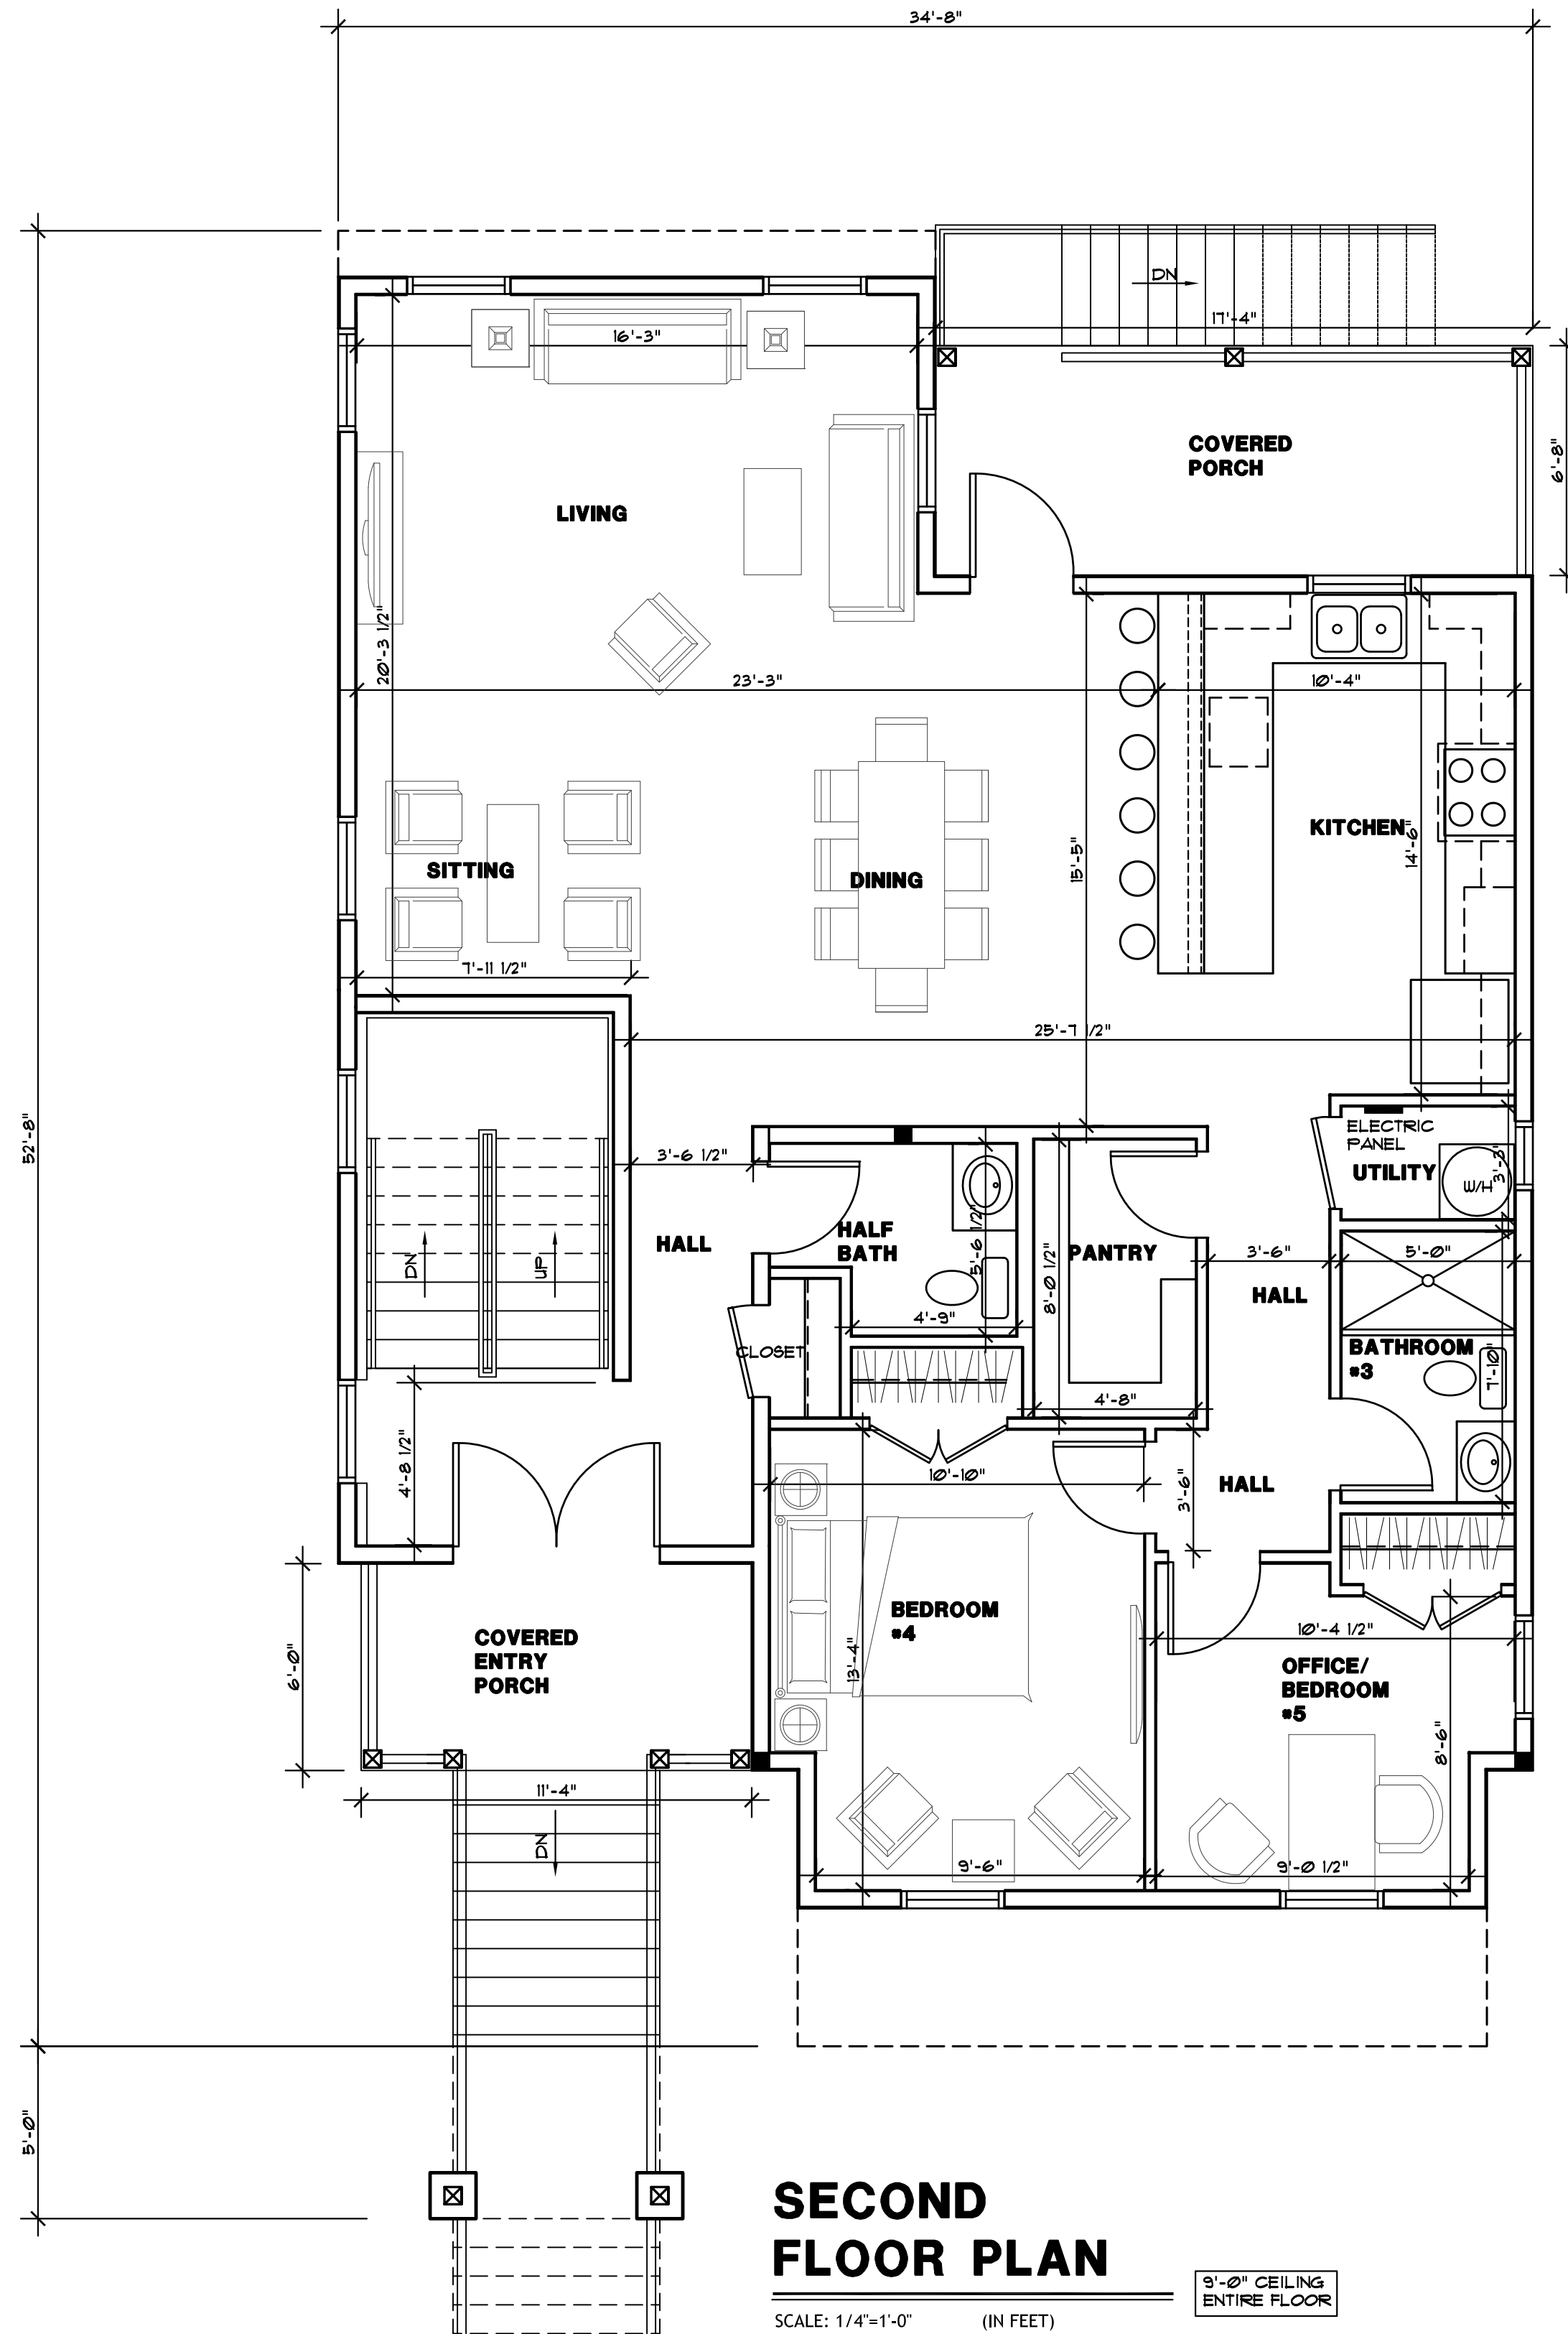 34'-8"
DN
17'-4"
16'-3"
COVERED
PORCH
6'-8"
LIVING
20'-3 1/2"
23'-3"
10'-4"
KITCHEN
14'-6"
15'-5"
SITTING
DINING
7'-11 1/2"
25'-7 1/2"
52'-8"
ELECTRIC
PANEL
UTILITY
W/H
3'-3"
3'-6 1/2"
HALL
HALF
BATH
5'-6 1/2"
PANTRY
8'-0 1/2"
3'-6"
5'-0"
DN
UP
HALL
4'-9"
CLOSET
BATHROOM
#3
7'-10"
4'-8"
4'-8 1/2"
10'-10"
3'-6"
HALL
BEDROOM
#4
13'-4"
COVERED
ENTRY
PORCH
6'-0"
10'-4 1/2"
OFFICE/
BEDROOM
#5
8'-6"
11'-4"
DN
9'-6"
9'-0 1/2"
5'-0"
SECOND
FLOOR PLAN
SCALE: 1/4"=1'-0" (IN FEET)
9'-0" CEILING
ENTIRE FLOOR